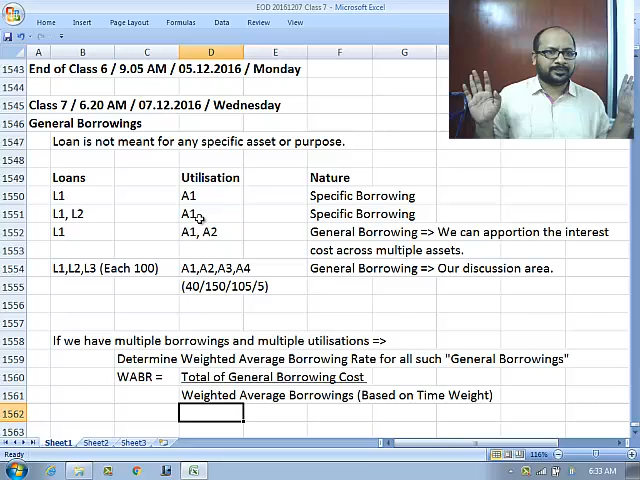 EOD 20161207 Class 7 - Microsoft Excel
Home Insert Page Layout Formulas Data Review View
A B C D E F G
1543 End of Class 6 / 9.05 AM / 05.12.2016 / Monday
1544
1545 Class 7 / 6.20 AM / 07.12.2016 / Wednesday
1546 General Borrowings
1547 Loan is not meant for any specific asset or purpose.
1548
1549 Loans Utilisation Nature
1550 L1 A1 Specific Borrowing
1551 L1, L2 A1 Specific Borrowing
1552 L1 A1, A2 General Borrowing => We can apportion the interest
1553 cost across multiple assets.
1554 L1,L2,L3 (Each 100) A1,A2,A3,A4 General Borrowing => Our discussion area.
1555 (40/150/105/5)
1556
1557
1558 If we have multiple borrowings and multiple utilisations =>
1559 Determine Weighted Average Borrowing Rate for all such "General Borrowings"
1560 WABR = Total of General Borrowing Cost
1561 Weighted Average Borrowings (Based on Time Weight)
1562
1563
Sheet1 Sheet2 Sheet3
Ready 116%
6:33 AM